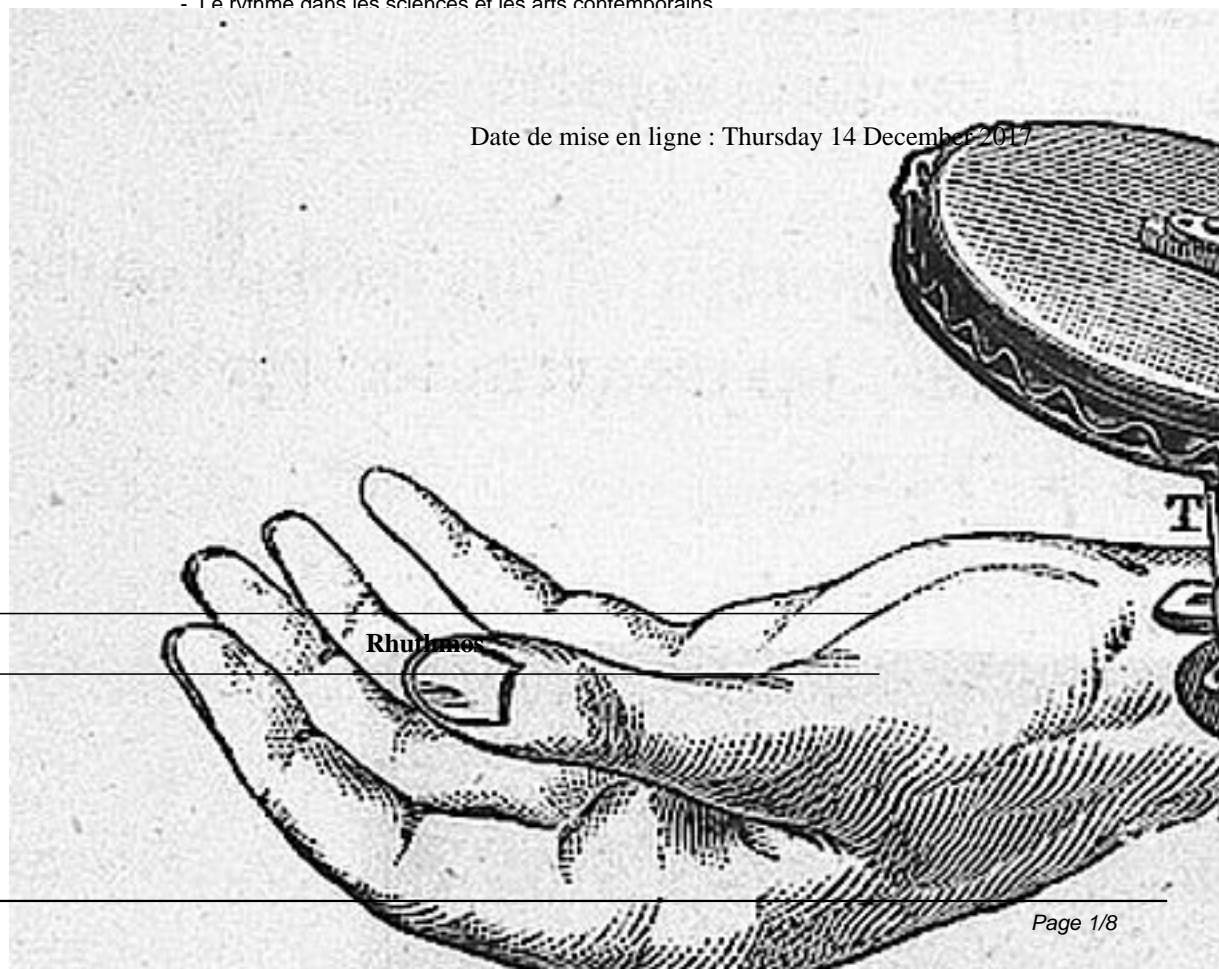 - Le rythme dans les sciences et les arts contemporains
Date de mise en ligne : Thursday 14 December 2017
T
Rhuthmos
Page 1/8